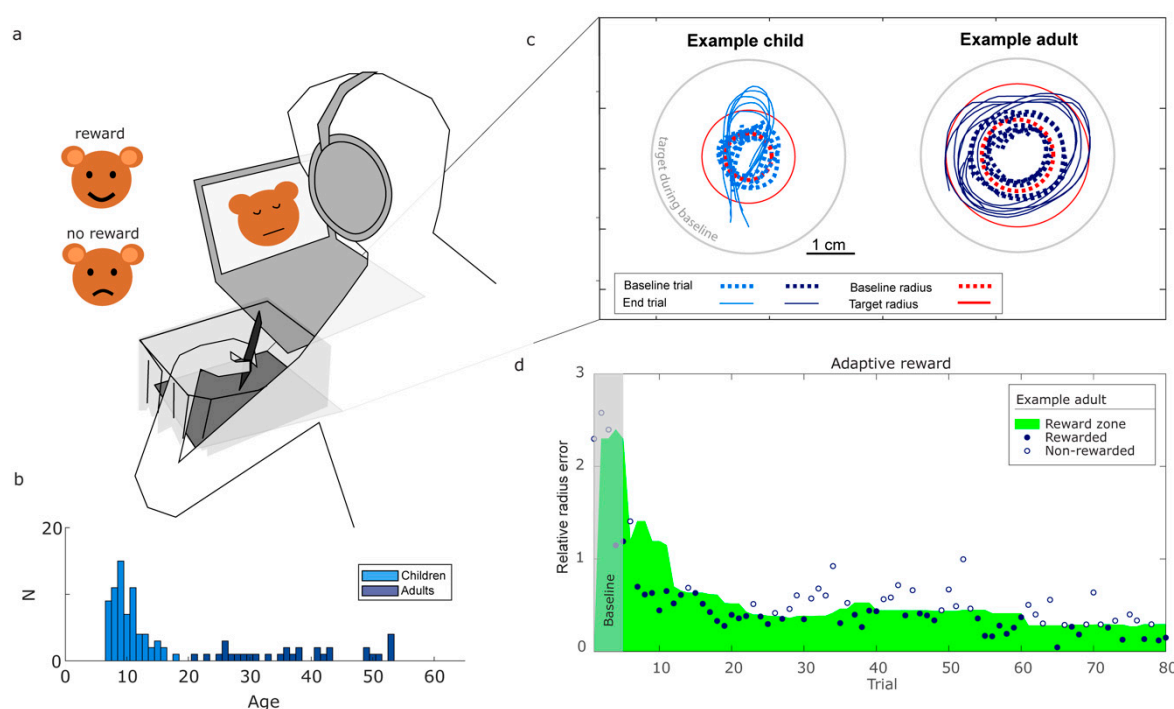 a
reward
no reward
b
20
10
0
N
Children
Adults
0
10
20
30
40
50
60
Age
c
Example child
Example adult
target during baseline
1 cm
Baseline trial
Baseline radius
End trial
Target radius
d
Adaptive reward
3
2
1
0
Relative radius error
Baseline
Example adult
Reward zone
Rewarded
Non-rewarded
10
20
30
40
50
60
70
80
Trial